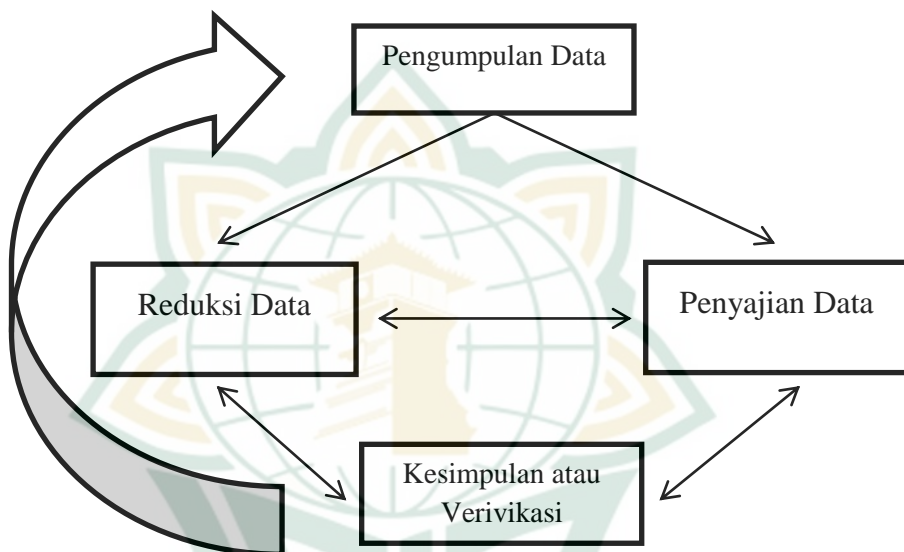 Pengumpulan Data
Reduksi Data
Penyajian Data
Kesimpulan atau
Verivikasi